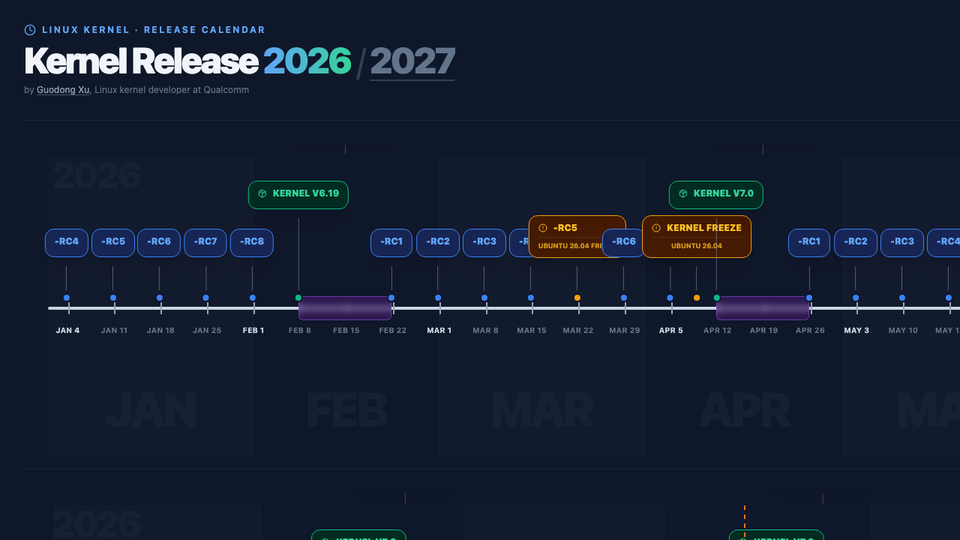 LINUX KERNEL · RELEASE CALENDAR
Kernel Release 2026 / 2027
by Guodong Xu, Linux kernel developer at Qualcomm
2026
KERNEL V6.19
KERNEL V7.0
-RC5
UBUNTU 26.04
KERNEL FREEZE
UBUNTU 26.04
-RC4
-RC5
-RC6
-RC7
-RC8
-RC1
-RC2
-RC3
-RC6
-RC1
-RC2
-RC3
-RC4
JAN 4
JAN 11
JAN 18
JAN 25
FEB 1
FEB 8
FEB 15
FEB 22
MAR 1
MAR 8
MAR 15
MAR 22
MAR 29
APR 5
APR 12
APR 19
APR 26
MAY 3
MAY 10
MAY
JAN
FEB
MAR
APR
MA
2026